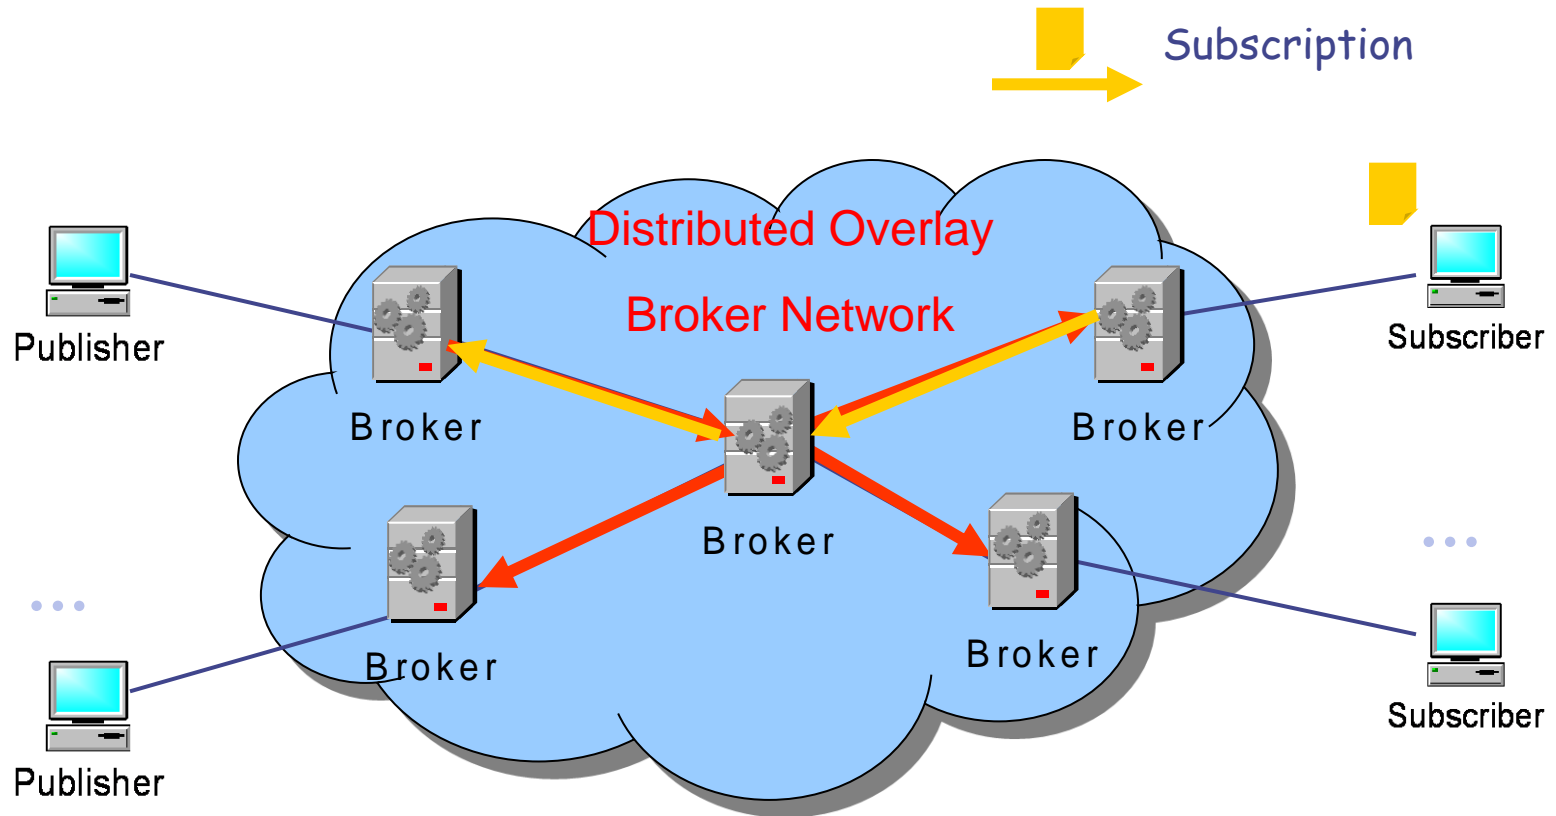 Subscription
Distributed Overlay
Broker Network
Publisher
Broker
Broker
Subscriber
Broker
Broker
Broker
...
...
Publisher
Subscriber